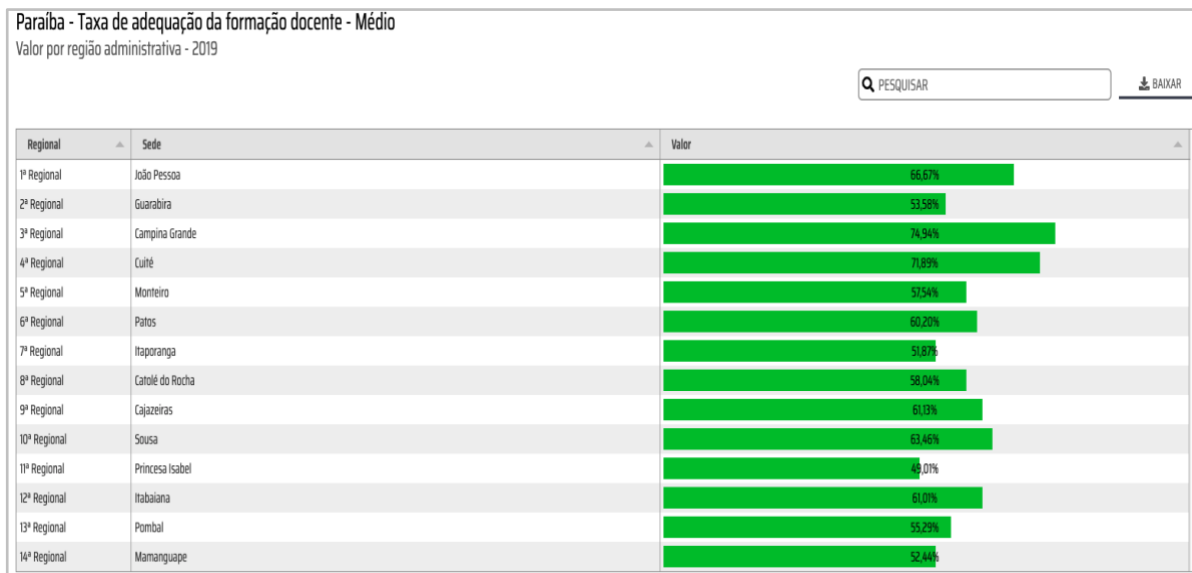 Paraíba - Taxa de adequação da formação docente - Médio
Valor por região administrativa - 2019
PESQUISAR BAIXAR
Regional Sede Valor
1ª Regional João Pessoa 66,67%
2ª Regional Guarabira 53,58%
3ª Regional Campina Grande 74,94%
4ª Regional Cuité 71,89%
5ª Regional Monteiro 57,54%
6ª Regional Patos 60,20%
7ª Regional Itaporanga 51,87%
8ª Regional Catolé do Rocha 58,04%
9ª Regional Cajazeiras 61,13%
10ª Regional Sousa 63,46%
11ª Regional Princesa Isabel 49,01%
12ª Regional Itabaiana 61,01%
13ª Regional Pombal 55,29%
14ª Regional Mamanguape 52,44%